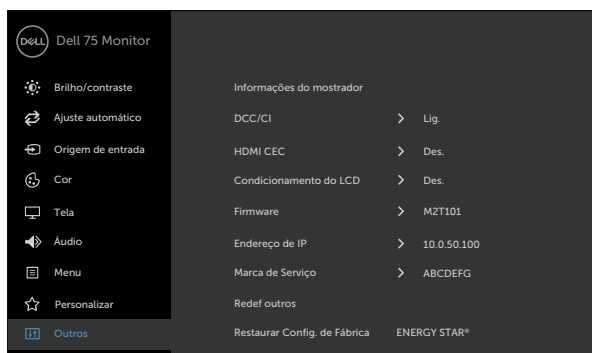 DELL Dell 75 Monitor
Brilho/contraste
Ajuste automático
Origem de entrada
Cor
Tela
Áudio
Menu
Personalizar
Outros
Informações do mostrador
DCC/CI Lig.
HDMI CEC Des.
Condicionamento do LCD Des.
Firmware M2T101
Endereço de IP 10.0.50.100
Marca de Serviço ABCDEFG
Redef outros
Restaurar Config. de Fábrica ENERGY STAR®